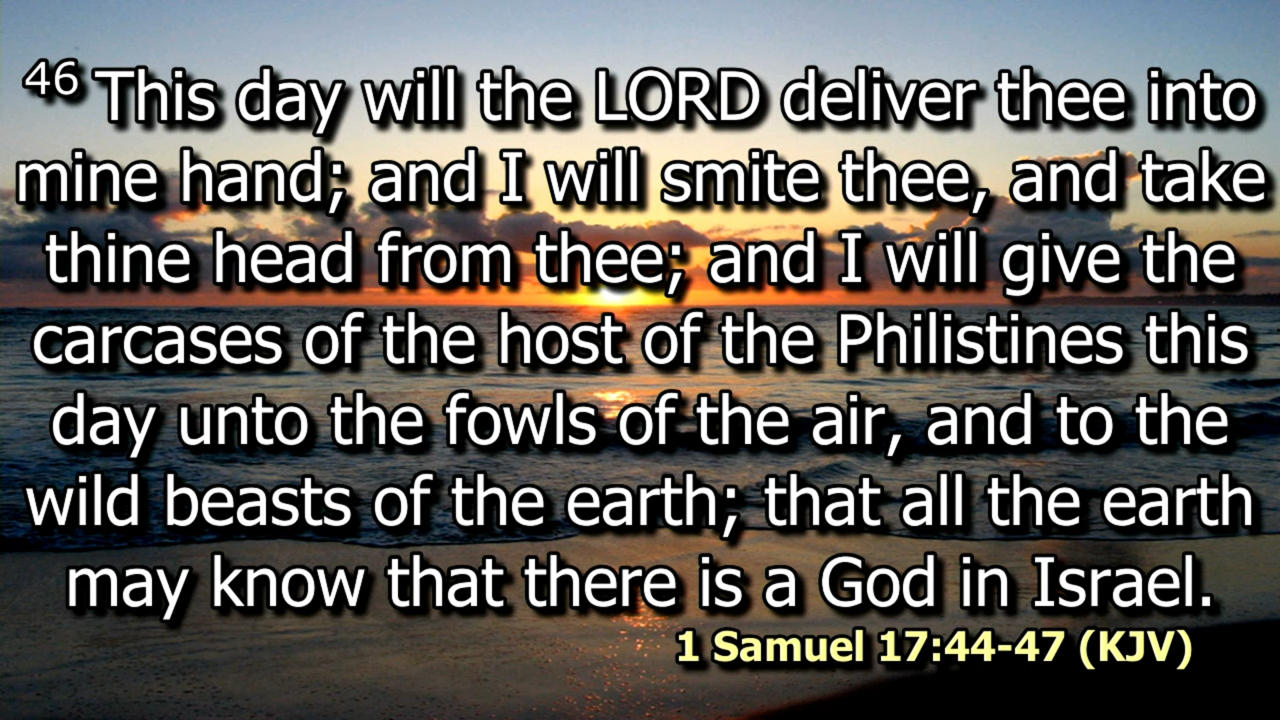 46 This day will the LORD deliver thee into
mine hand; and I will smite thee, and take
thine head from thee; and I will give the
carcases of the host of the Philistines this
day unto the fowls of the air, and to the
wild beasts of the earth; that all the earth
may know that there is a God in Israel.
1 Samuel 17:44-47 (KJV)